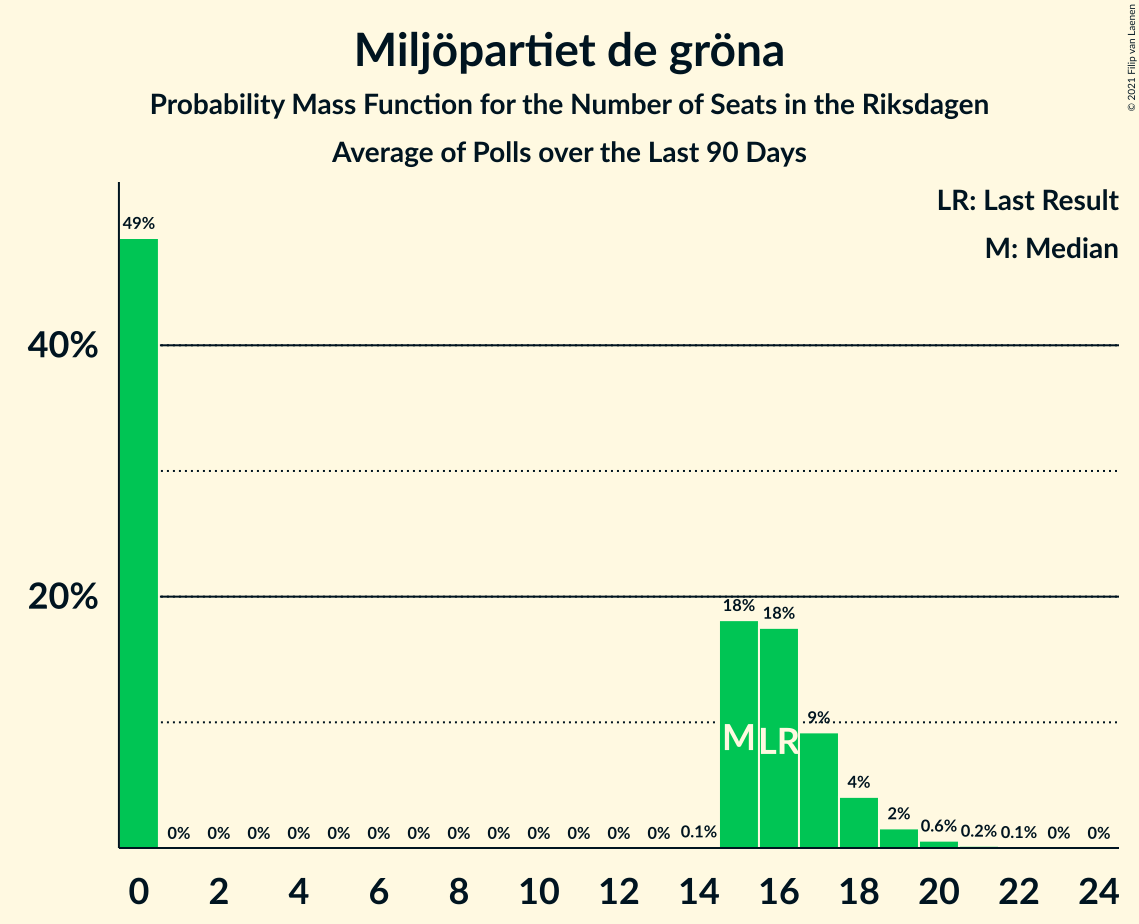 Miljöpartiet de gröna
Probability Mass Function for the Number of Seats in the Riksdagen
Average of Polls over the Last 90 Days
© 2021 Filip van Laenen
LR: Last Result
M: Median
49%
40%
20%
0% 0% 0% 0% 0% 0% 0% 0% 0% 0% 0% 0% 0% 0.1% 18% 18% 9% 4% 2% 0.6% 0.2% 0.1% 0% 0%
M LR
0 2 4 6 8 10 12 14 16 18 20 22 24